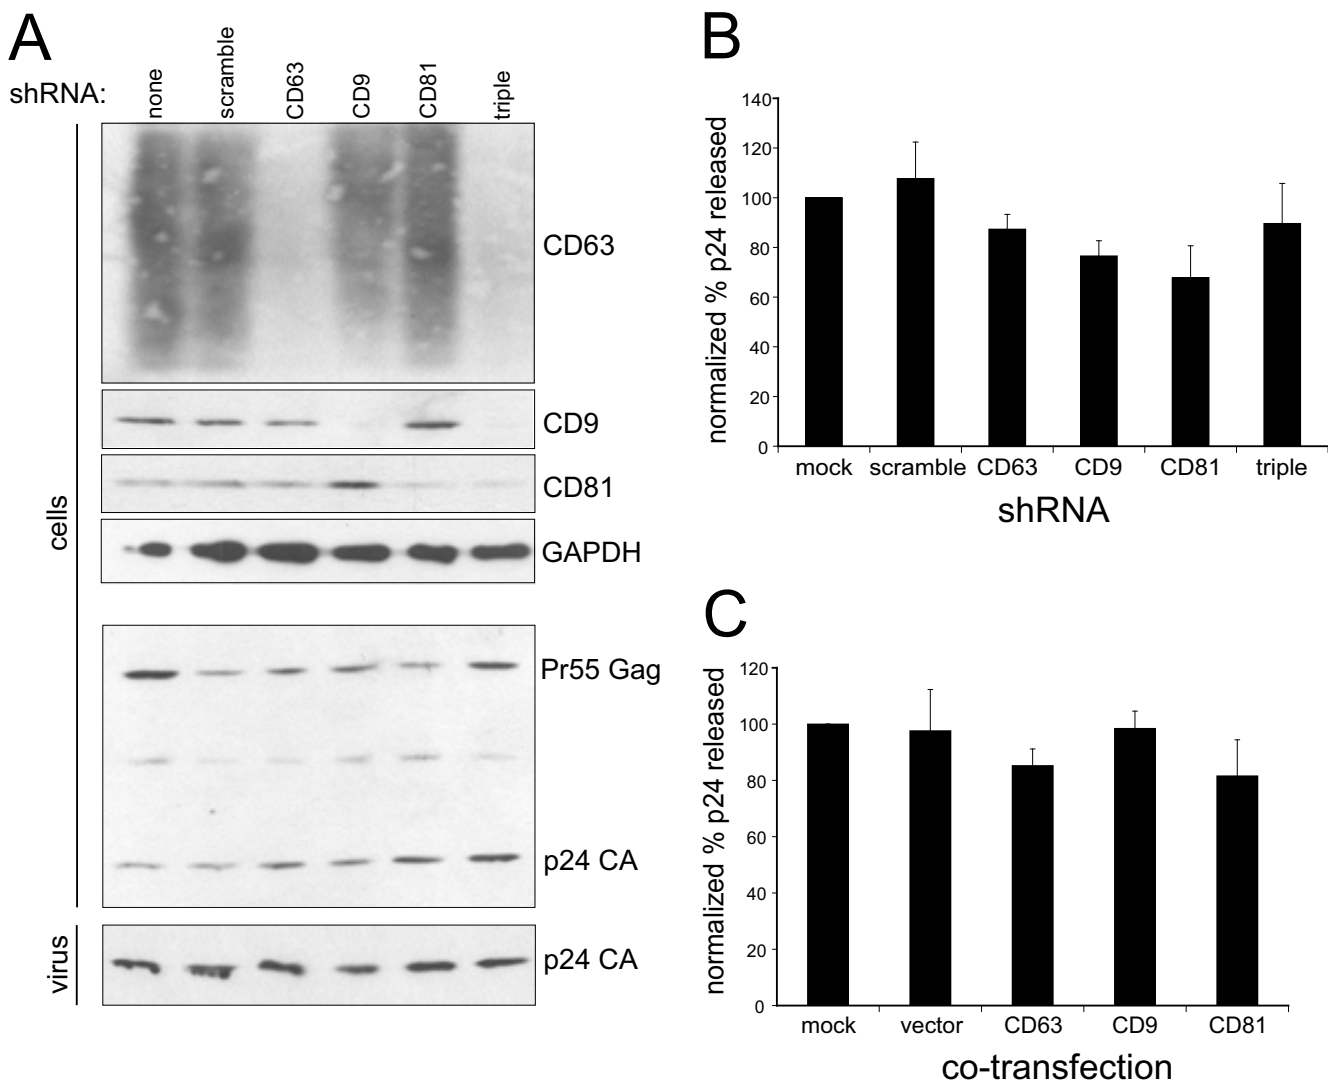 A
shRNA:
none
scramble
CD63
CD9
CD81
triple
cells
CD63
CD9
CD81
GAPDH
Pr55 Gag
p24 CA
virus
p24 CA
B
normalized % p24 released
140
120
100
80
60
40
20
0
mock scramble CD63 CD9 CD81 triple
shRNA
C
normalized % p24 released
120
100
80
60
40
20
0
mock vector CD63 CD9 CD81
co-transfection